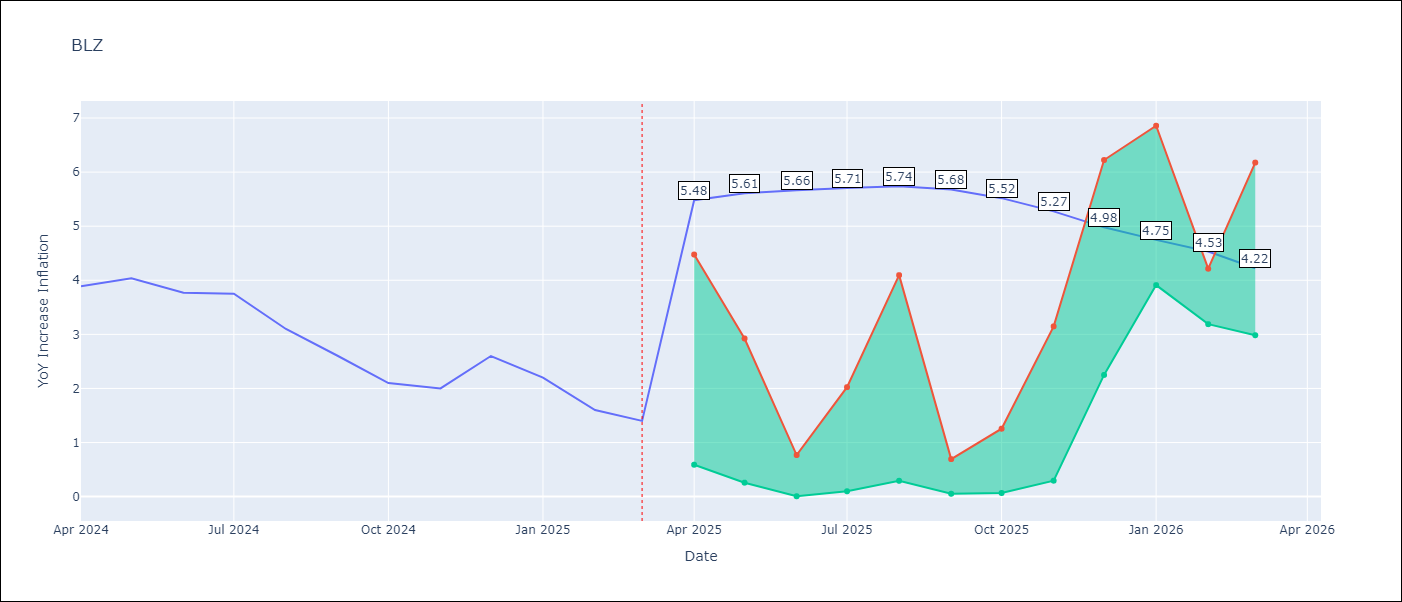 BLZ
7
6
5
4
3
2
1
0
YoY Increase Inflation
5.48
5.61
5.66
5.71
5.74
5.68
5.52
5.27
4.98
4.75
4.53
4.22
Apr 2024
Jul 2024
Oct 2024
Jan 2025
Apr 2025
Jul 2025
Oct 2025
Jan 2026
Apr 2026
Date